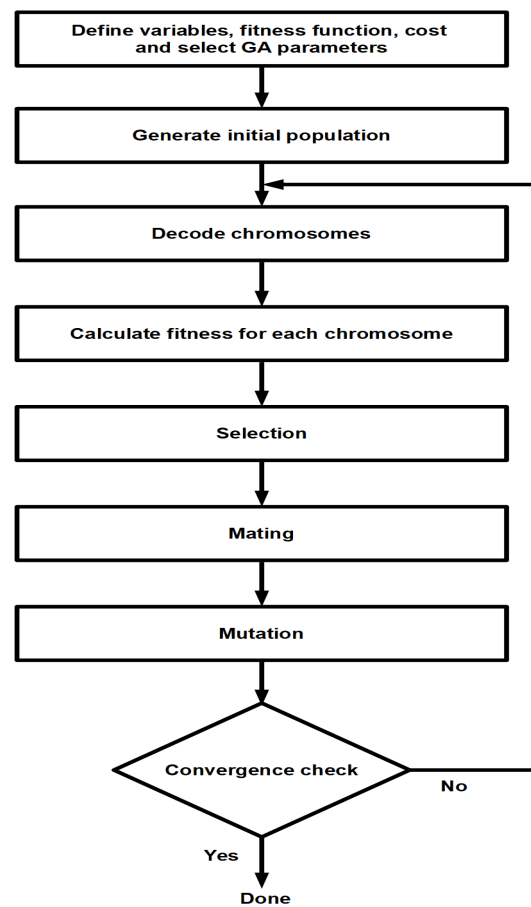 Define variables, fitness function, cost
and select GA parameters
Generate initial population
Decode chromosomes
Calculate fitness for each chromosome
Selection
Mating
Mutation
Convergence check
No
Yes
Done